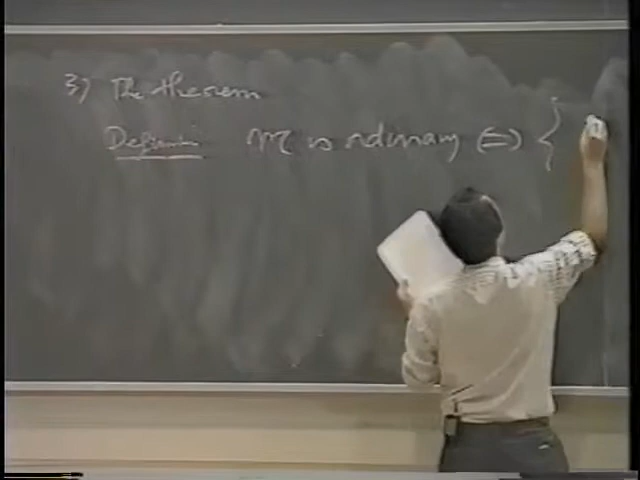 3) The theorem
Definition 𝔐 is ordinary ⇔ {